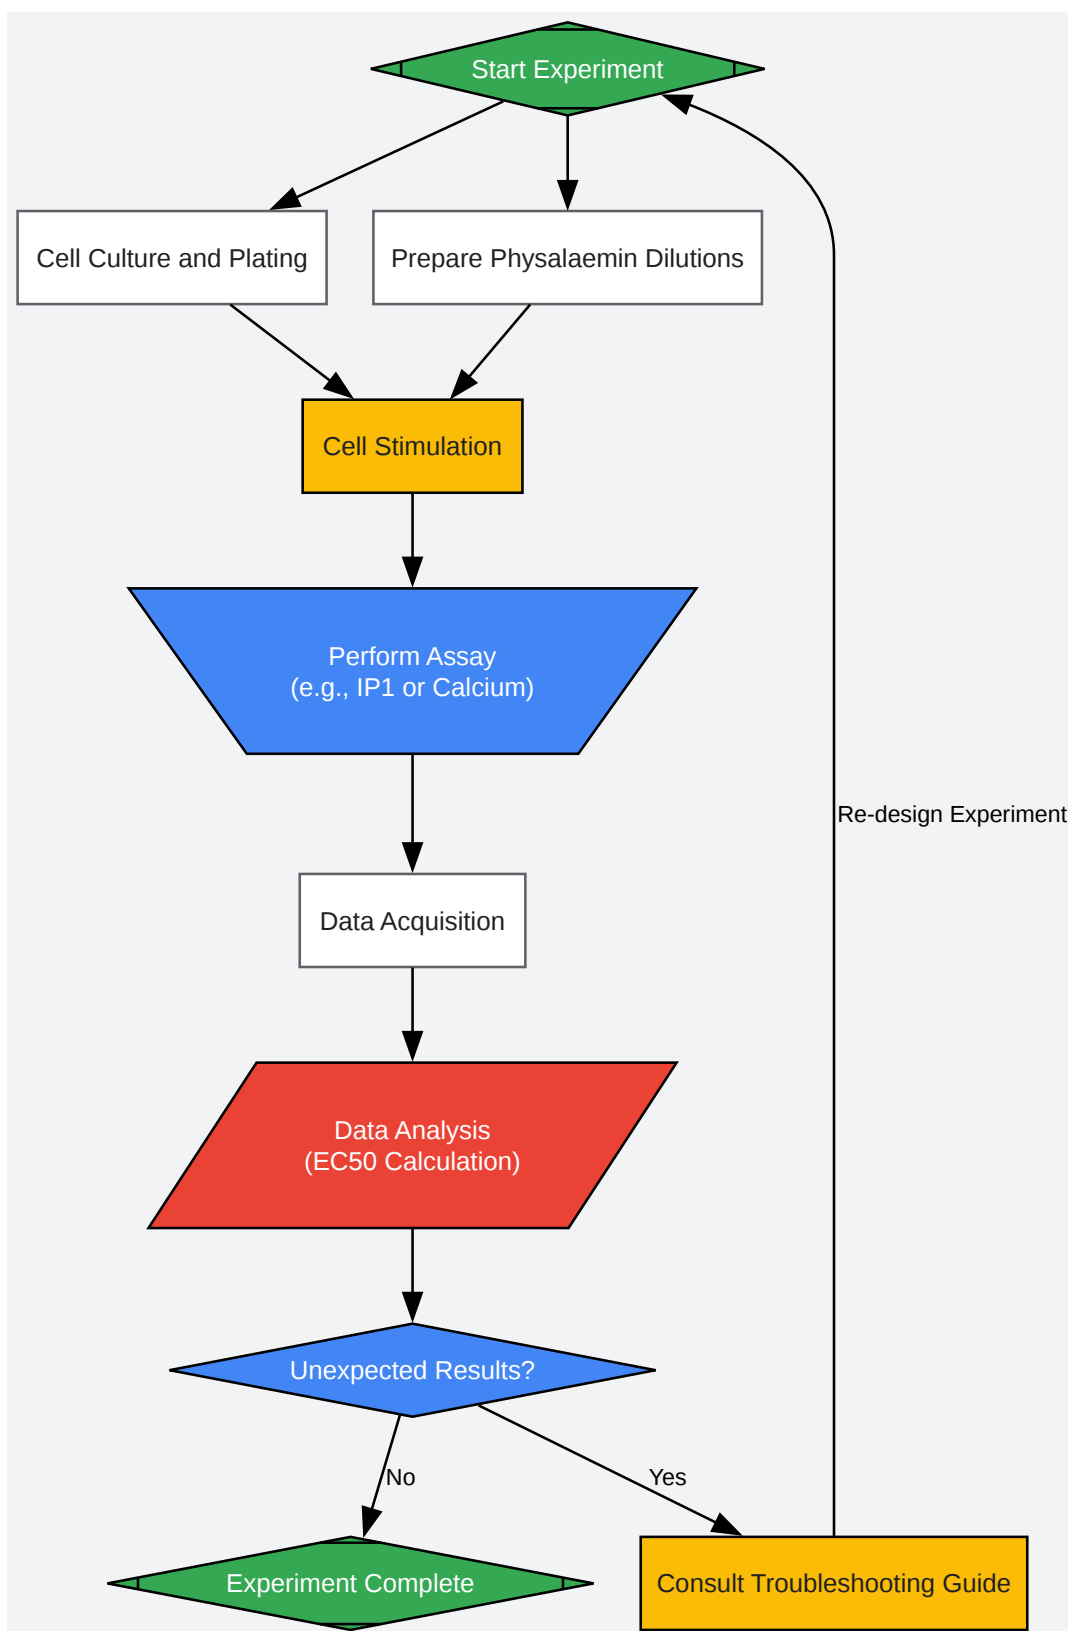 Start Experiment
Cell Culture and Plating
Prepare Physalaemin Dilutions
Cell Stimulation
Perform Assay
(e.g., IP1 or Calcium)
Re-design Experiment
Data Acquisition
Data Analysis
(EC50 Calculation)
Unexpected Results?
No
Yes
Experiment Complete
Consult Troubleshooting Guide